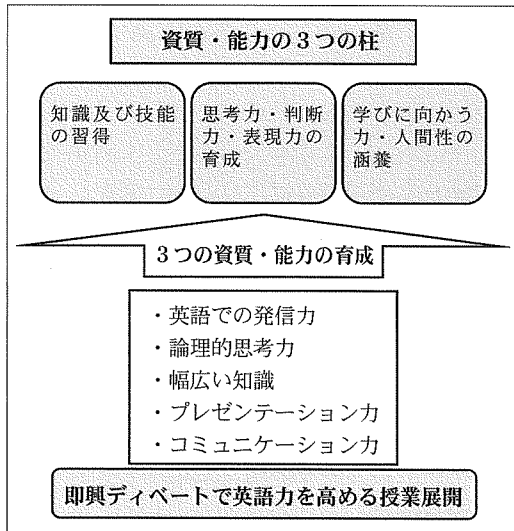 資質・能力の３つの柱
知識及び技能
の習得
思考力・判断
力・表現力の
育成
学びに向かう
力・人間性の
涵養
３つの資質・能力の育成
・英語での発信力
・論理的思考力
・幅広い知識
・プレゼンテーション力
・コミュニケーション力
即興ディベートで英語力を高める授業展開